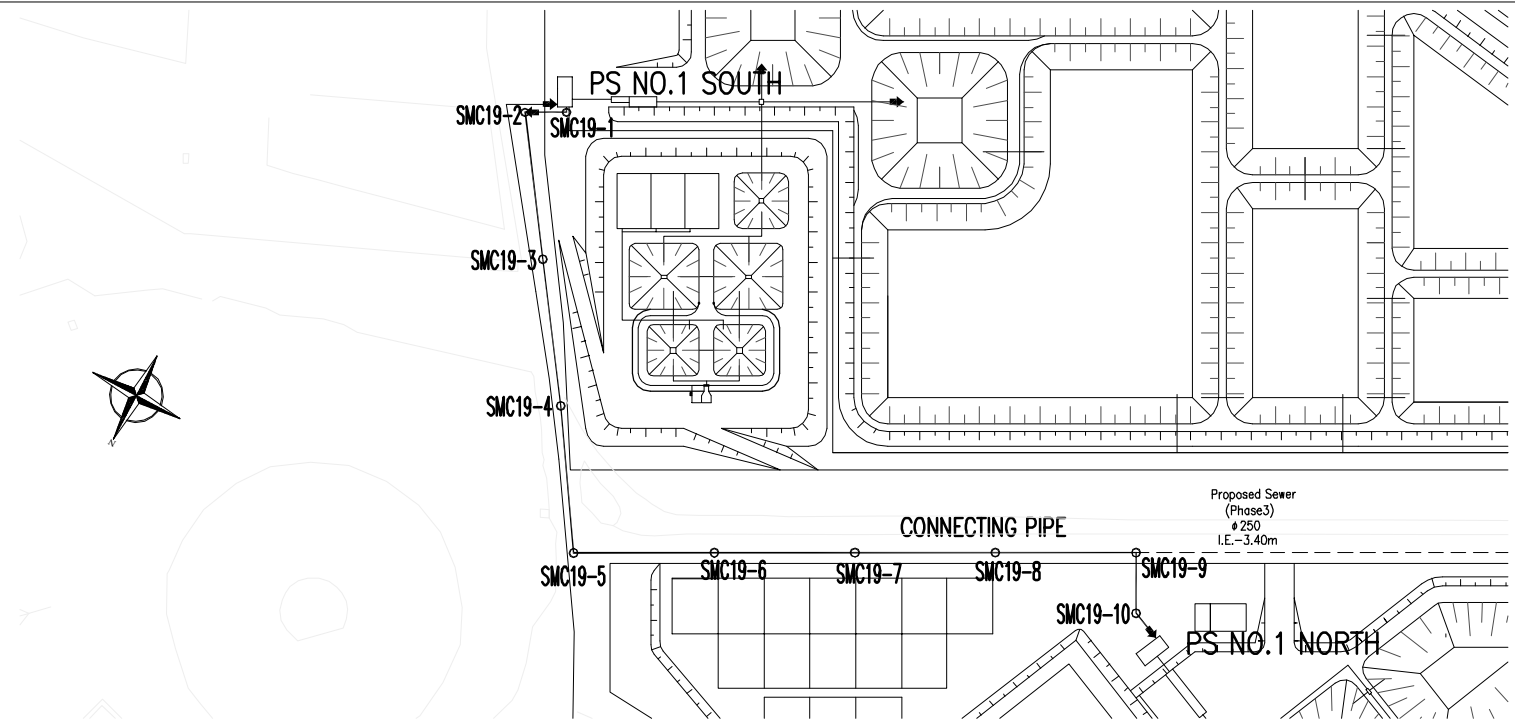 PS NO.1 SOUTH
SMC19-2
SMC19-1
SMC19-3
SMC19-4
N
Proposed Sewer
(Phase3)
φ250
I.E.-3.40m
CONNECTING PIPE
SMC19-5
SMC19-6
SMC19-7
SMC19-8
SMC19-9
SMC19-10
PS NO.1 NORTH